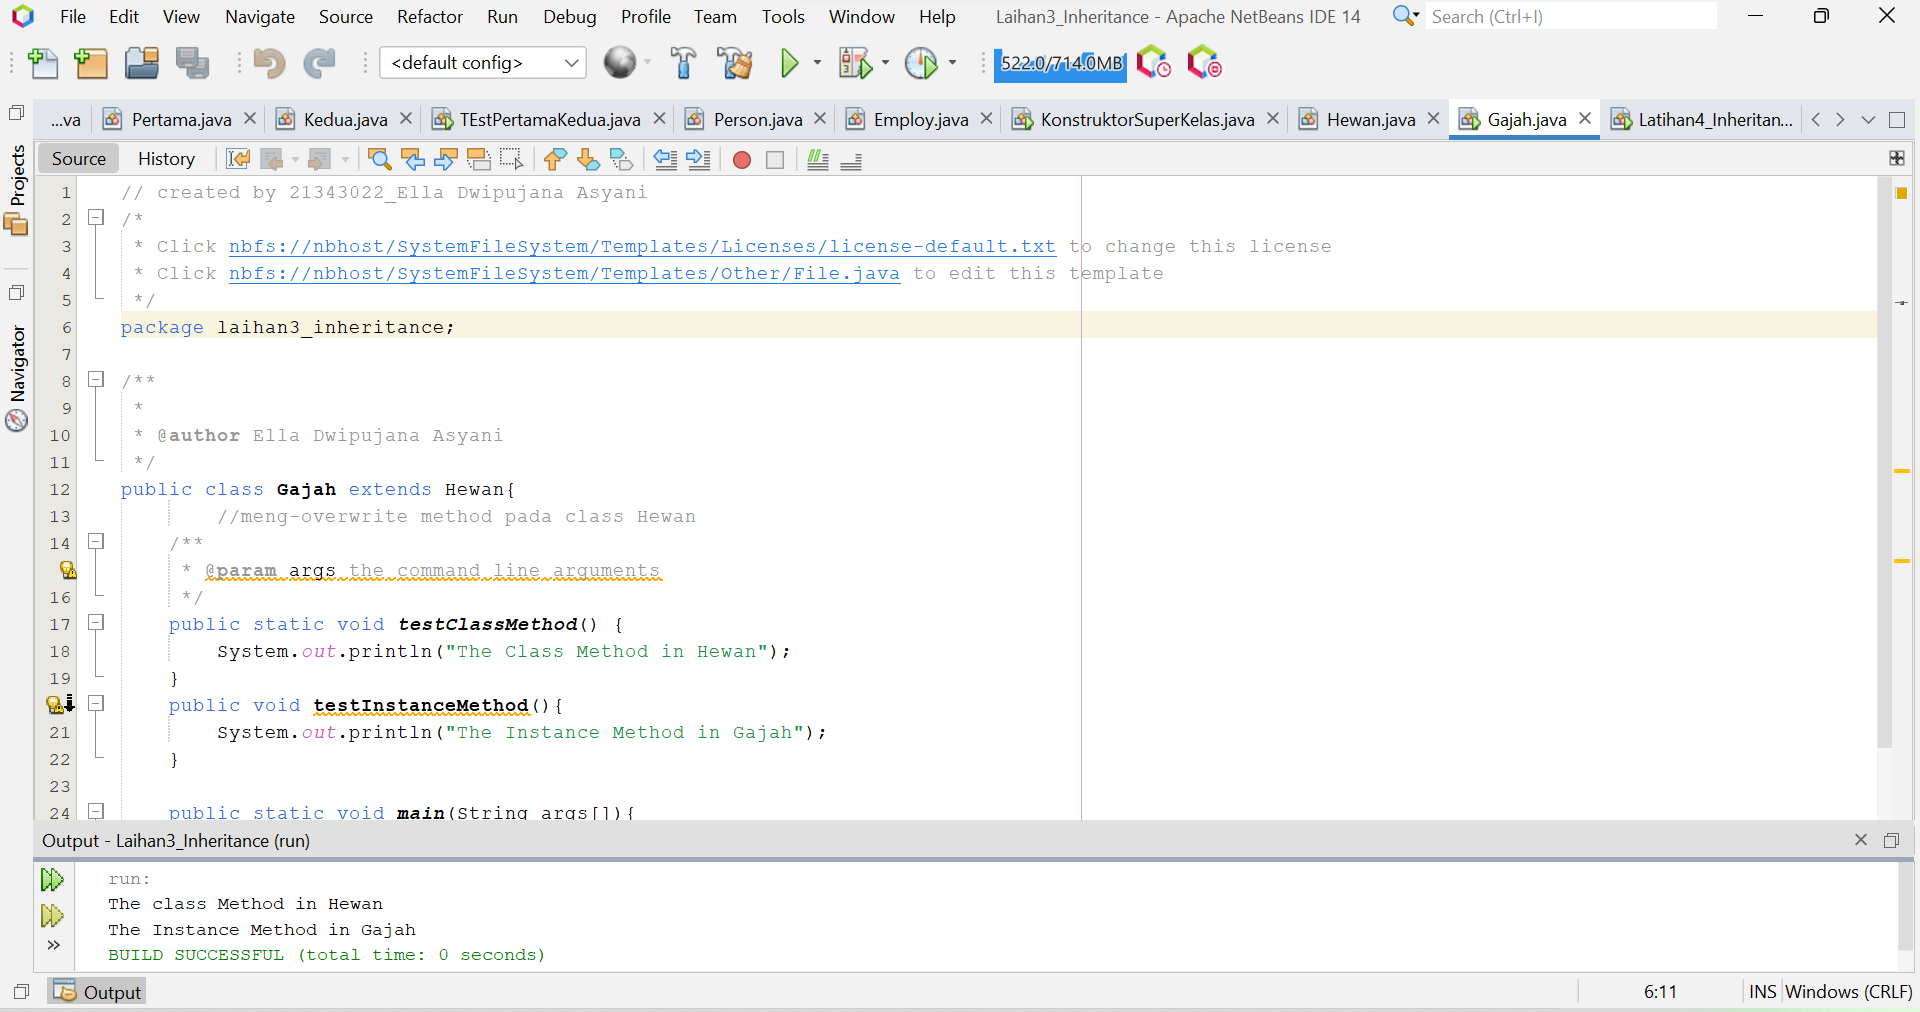 File Edit View Navigate Source Refactor Run Debug Profile Team Tools Window Help Laihan3_Inheritance - Apache NetBeans IDE 14 Search (Ctrl+I)
<default config> 522.0/714.0MB
...va Pertama.java Kedua.java TEstPertamaKedua.java Person.java Employ.java KonstruktorSuperKelas.java Hewan.java Gajah.java Latihan4_Inheritan...
Source History
Projects
Navigator
1 // created by 21343022_Ella Dwipujana Asyani
2 /*
3 * Click nbfs://nbhost/SystemFileSystem/Templates/Licenses/license-default.txt to change this license
4 * Click nbfs://nbhost/SystemFileSystem/Templates/Other/File.java to edit this template
5 */
6 package laihan3_inheritance;
7
8 /**
9 *
10 * @author Ella Dwipujana Asyani
11 */
12 public class Gajah extends Hewan{
13 //meng-overwrite method pada class Hewan
14 /**
* @param args the command line arguments
16 */
17 public static void testClassMethod() {
18 System.out.println("The Class Method in Hewan");
19 }
public void testInstanceMethod(){
21 System.out.println("The Instance Method in Gajah");
22 }
23
24 public static void main(String args[]){
Output - Laihan3_Inheritance (run)
run:
The class Method in Hewan
The Instance Method in Gajah
BUILD SUCCESSFUL (total time: 0 seconds)
Output 6:11 INS Windows (CRLF)